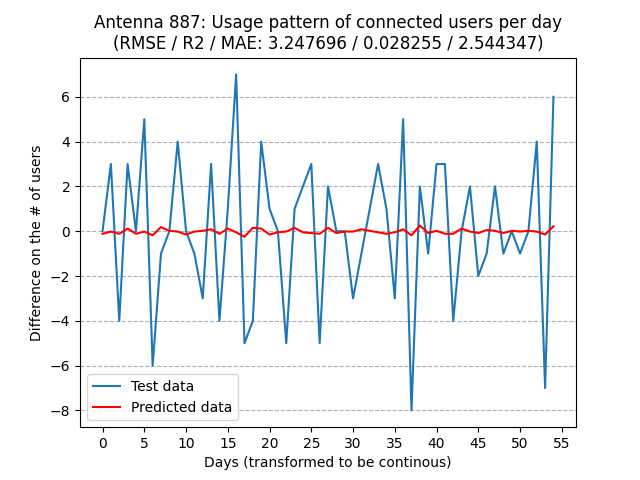 Antenna 887: Usage pattern of connected users per day
(RMSE / R2 / MAE: 3.247696 / 0.028255 / 2.544347)
Difference on the # of users
6
4
2
0
−2
−4
−6
−8
Test data
Predicted data
0 5 10 15 20 25 30 35 40 45 50 55
Days (transformed to be continous)